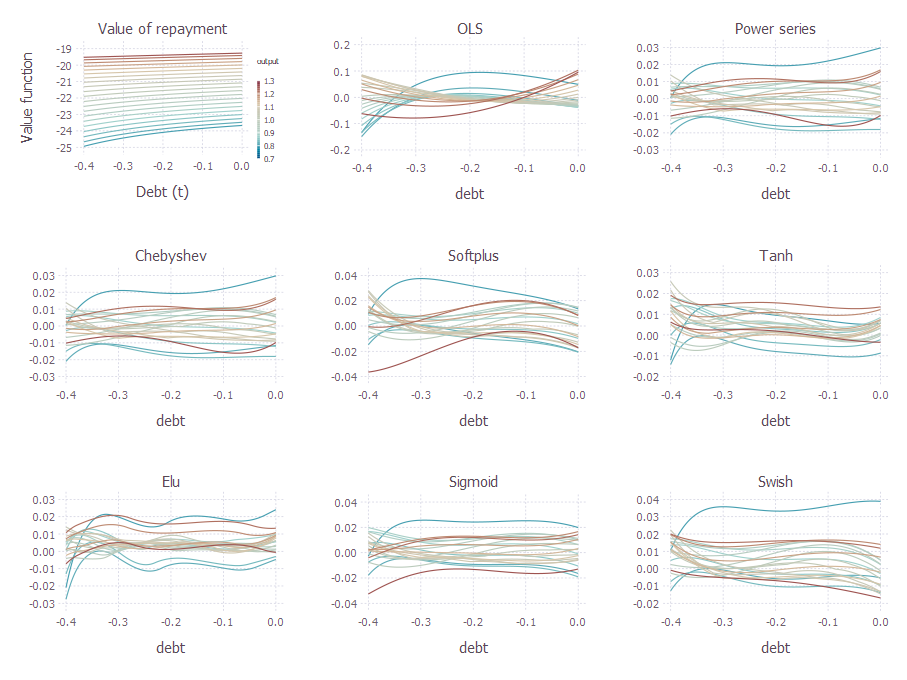 Value of repayment
Value function
-19
-20
-21
-22
-23
-24
-25
-0.4 -0.3 -0.2 -0.1 0.0
Debt (t)
output
1.3
1.2
1.1
1.0
0.9
0.8
0.7
OLS
0.2
0.1
0.0
-0.1
-0.2
-0.4 -0.3 -0.2 -0.1 0.0
debt
Power series
0.03
0.02
0.01
0.00
-0.01
-0.02
-0.03
-0.4 -0.3 -0.2 -0.1 0.0
debt
Chebyshev
0.03
0.02
0.01
0.00
-0.01
-0.02
-0.03
-0.4 -0.3 -0.2 -0.1 0.0
debt
Softplus
0.04
0.02
0.00
-0.02
-0.04
-0.4 -0.3 -0.2 -0.1 0.0
debt
Tanh
0.03
0.02
0.01
0.00
-0.01
-0.02
-0.4 -0.3 -0.2 -0.1 0.0
debt
Elu
0.03
0.02
0.01
0.00
-0.01
-0.02
-0.03
-0.4 -0.3 -0.2 -0.1 0.0
debt
Sigmoid
0.04
0.02
0.00
-0.02
-0.04
-0.4 -0.3 -0.2 -0.1 0.0
debt
Swish
0.04
0.03
0.02
0.01
0.00
-0.01
-0.02
-0.4 -0.3 -0.2 -0.1 0.0
debt